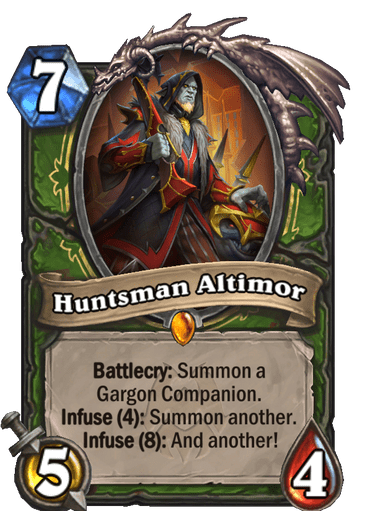 7
Huntsman Altimor
Battlecry: Summon a
Gargon Companion.
Infuse (4): Summon another.
Infuse (8): And another!
5
4